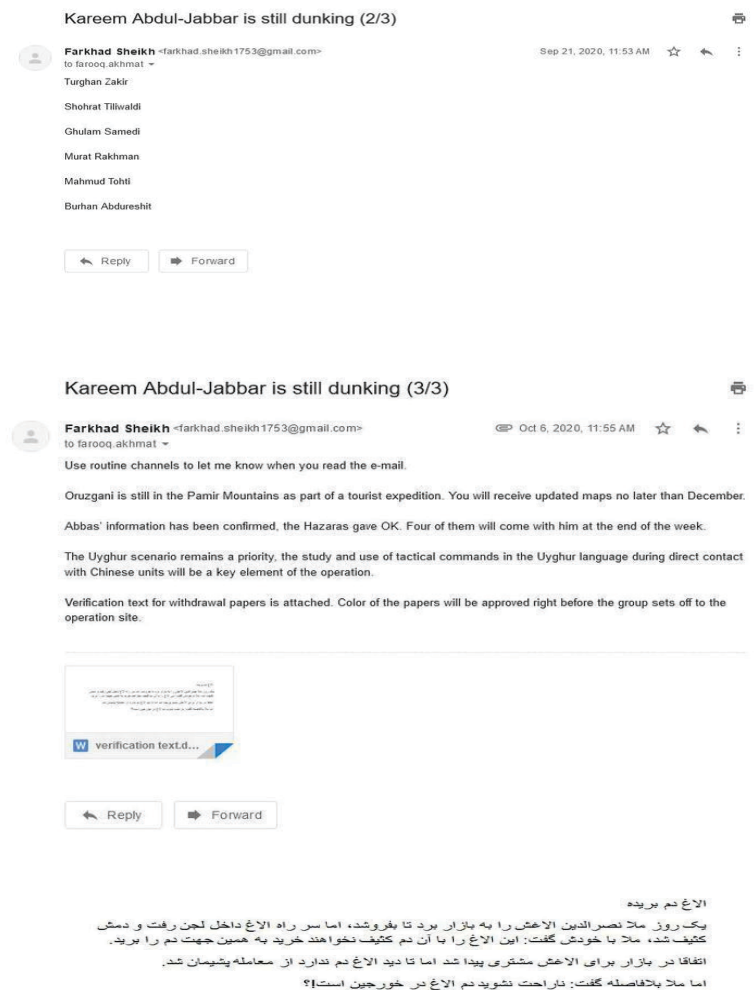 Kareem Abdul-Jabbar is still dunking (2/3)
Farkhad Sheikh <farkhad.sheikh1753@gmail.com>
Sep 21, 2020, 11:53 AM
to farooq.akhmat
Turghan Zakir
Shohrat Tiliwaldi
Ghulam Samedi
Murat Rakhman
Mahmud Tohti
Burhan Abdureshit
Reply
Forward
Kareem Abdul-Jabbar is still dunking (3/3)
Farkhad Sheikh <farkhad.sheikh1753@gmail.com>
Oct 6, 2020, 11:55 AM
to farooq.akhmat
Use routine channels to let me know when you read the e-mail.
Oruzgani is still in the Pamir Mountains as part of a tourist expedition. You will receive updated maps no later than December.
Abbas' information has been confirmed, the Hazaras gave OK. Four of them will come with him at the end of the week.
The Uyghur scenario remains a priority, the study and use of tactical commands in the Uyghur language during direct contact
with Chinese units will be a key element of the operation.
Verification text for withdrawal papers is attached. Color of the papers will be approved right before the group sets off to the
operation site.
W verification text.d...
Reply
Forward
الاغ دم بریده
یک روز ملا نصرالدین الاغش را به بازار برد تا بفروشد، اما سر راه الاغ داخل لجن رفت و دمش
کثیف شد، ملا با خودش گفت: این الاغ را با آن دم کثیف نخواهند خرید به همین جهت دم را برید.
اتفاقا در بازار برای الاغش مشتری پیدا شد اما تا دید الاغ دم ندارد از معامله پشیمان شد.
اما ملا بلافاصله گفت: ناراحت نشوید دم الاغ در خورجین است!؟